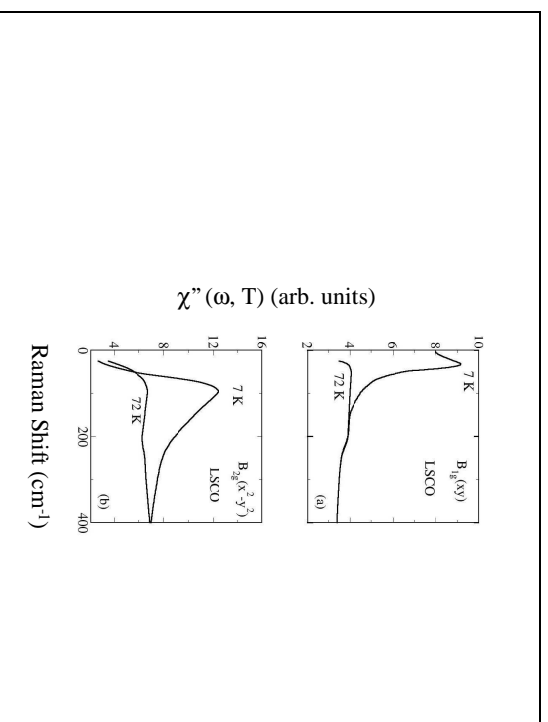 χ” (ω, T) (arb. units)
10
8
6
4
2
7 K
72 K
B1g(xy)
LSCO
(a)
16
12
8
4
7 K
72 K
B2g(x2-y2)
LSCO
(b)
0
200
400
Raman Shift (cm-1)